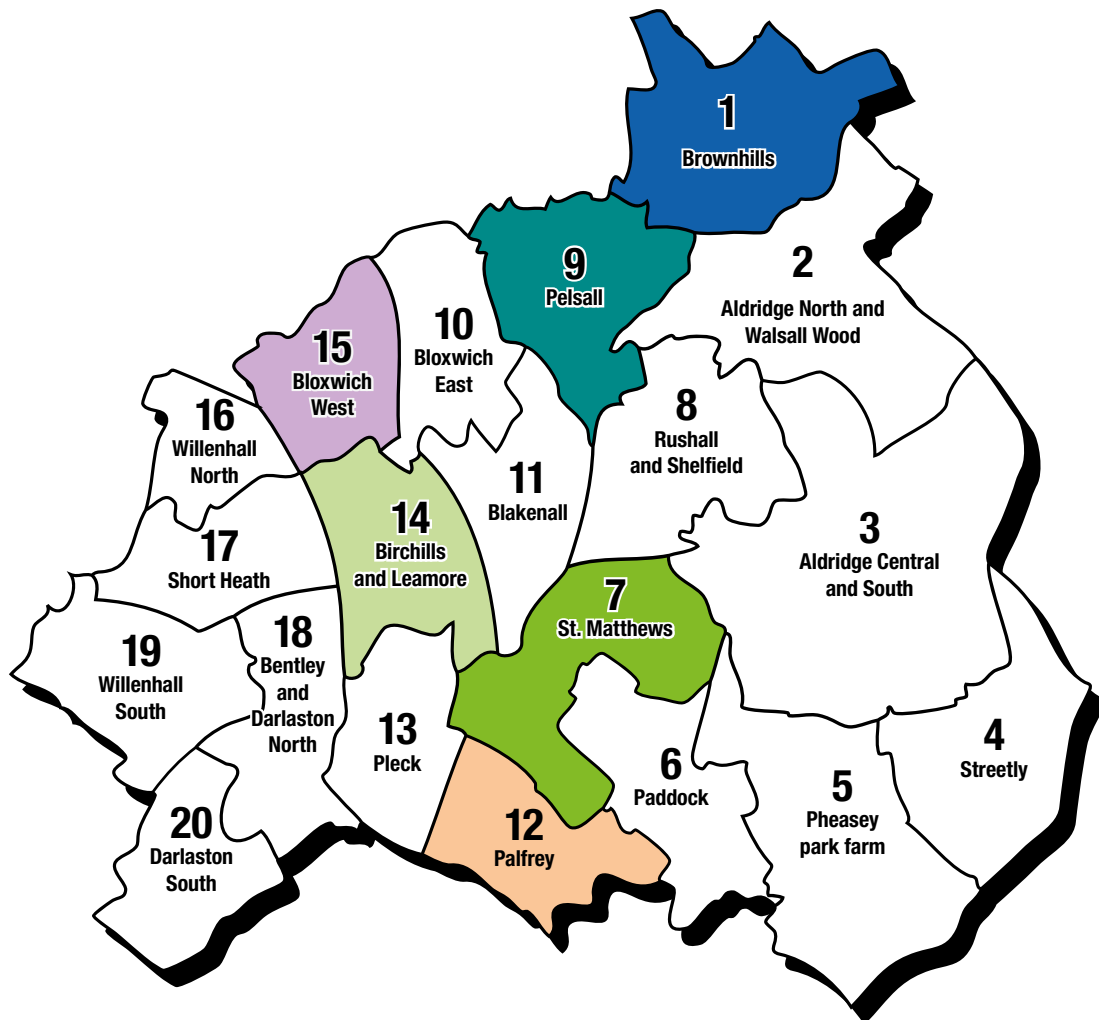 1
Brownhills
2
Aldridge North and
Walsall Wood
9
Pelsall
10
Bloxwich
East
15
Bloxwich
West
16
Willenhall
North
8
Rushall
and Shelfield
11
Blakenall
14
Birchills
and Leamore
3
Aldridge Central
and South
17
Short Heath
7
St. Matthews
18
Bentley
and
Darlaston
North
19
Willenhall
South
13
Pleck
6
Paddock
4
Streetly
5
Pheasey
park farm
12
Palfrey
20
Darlaston
South